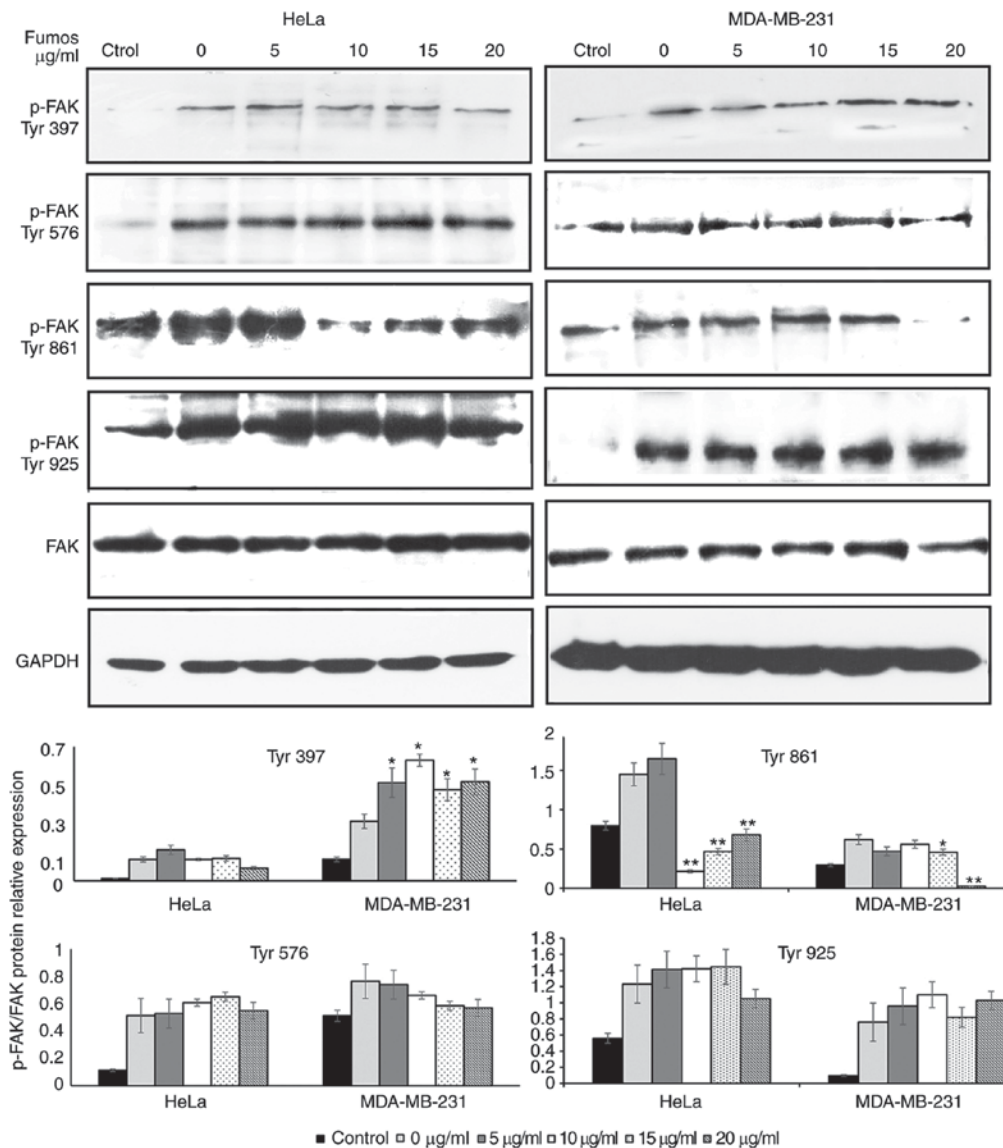 HeLa MDA-MB-231
Fumos
µg/ml
Ctrol 0 5 10 15 20 Ctrol 0 5 10 15 20
p-FAK
Tyr 397
p-FAK
Tyr 576
p-FAK
Tyr 861
p-FAK
Tyr 925
FAK
GAPDH
p-FAK/FAK protein relative expression
Tyr 397
0.7
0.5
0.3
0.1
0
* * * *
HeLa MDA-MB-231
Tyr 861
2
1.5
1
0.5
0
** ** ** * **
HeLa MDA-MB-231
Tyr 576
1
0.8
0.6
0.4
0.2
0
HeLa MDA-MB-231
Tyr 925
1.8
1.6
1.4
1.2
1
0.8
0.6
0.4
0.2
0
HeLa MDA-MB-231
■ Control ■ 0 µg/ml ■ 5 µg/ml ■ 10 µg/ml ■ 15 µg/ml ■ 20 µg/ml